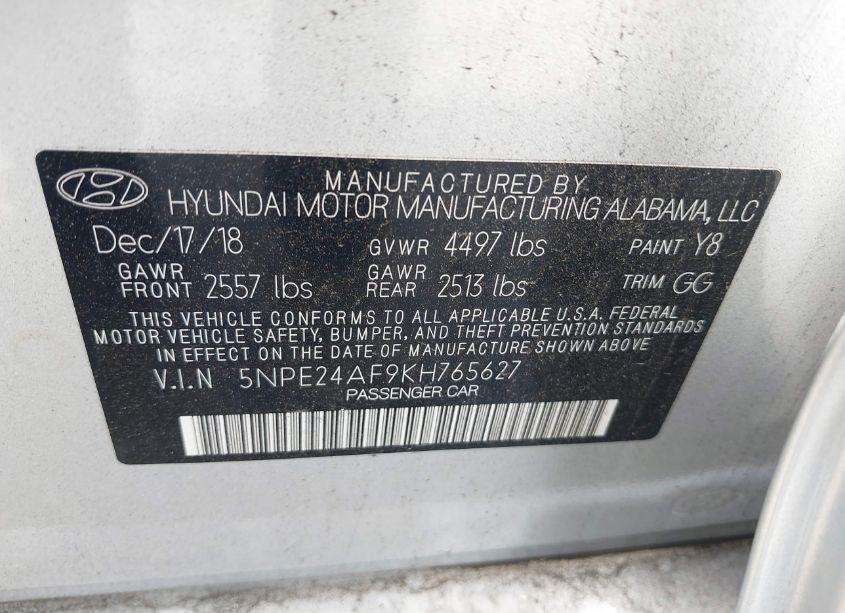 MANUFACTURED BY
HYUNDAI MOTOR MANUFACTURING ALABAMA, LLC
Dec/17/18 GVWR 4497 lbs PAINT Y8
GAWR FRONT 2557 lbs GAWR REAR 2513 lbs TRIM GG
THIS VEHICLE CONFORMS TO ALL APPLICABLE U.S.A. FEDERAL
MOTOR VEHICLE SAFETY, BUMPER, AND THEFT PREVENTION STANDARDS
IN EFFECT ON THE DATE OF MANUFACTURE SHOWN ABOVE
V.I.N 5NPE24AF9KH765627
PASSENGER CAR